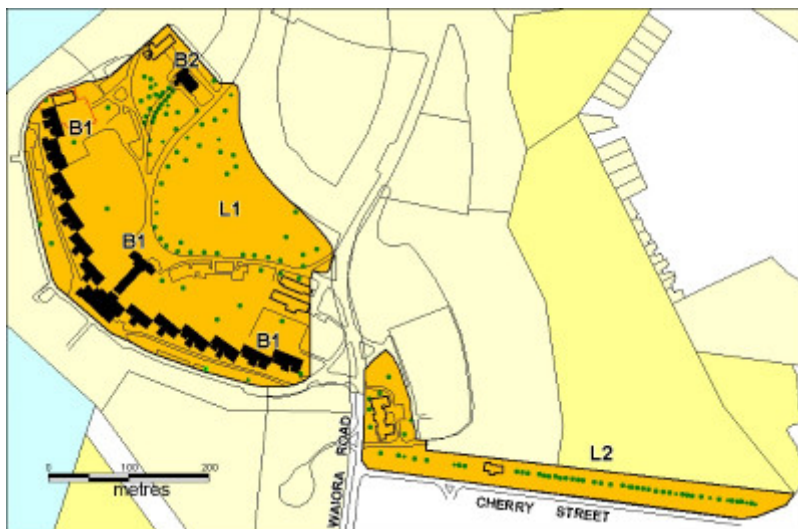 B2
B1
L1
B1
B1
L2
0 100 200
metres
WAIORA ROAD
CHERRY STREET